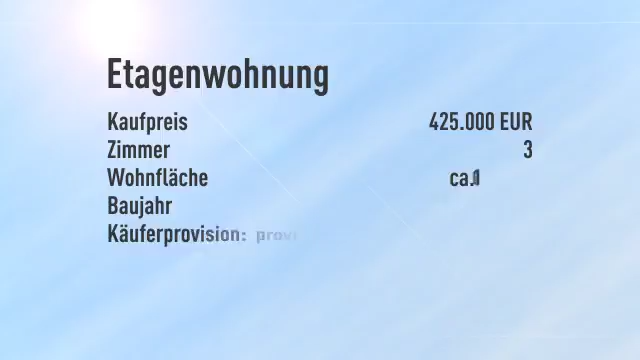 Etagenwohnung
Kaufpreis 425.000 EUR
Zimmer 3
Wohnfläche ca.
Baujahr
Käuferprovision: